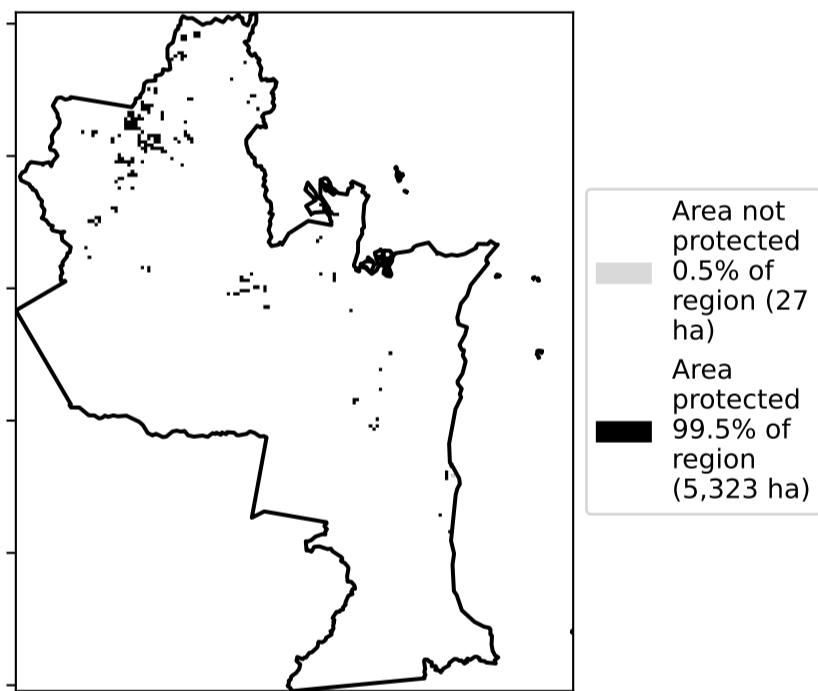 Area not
protected
0.5% of
region (27
ha)
Area
protected
99.5% of
region
(5,323 ha)